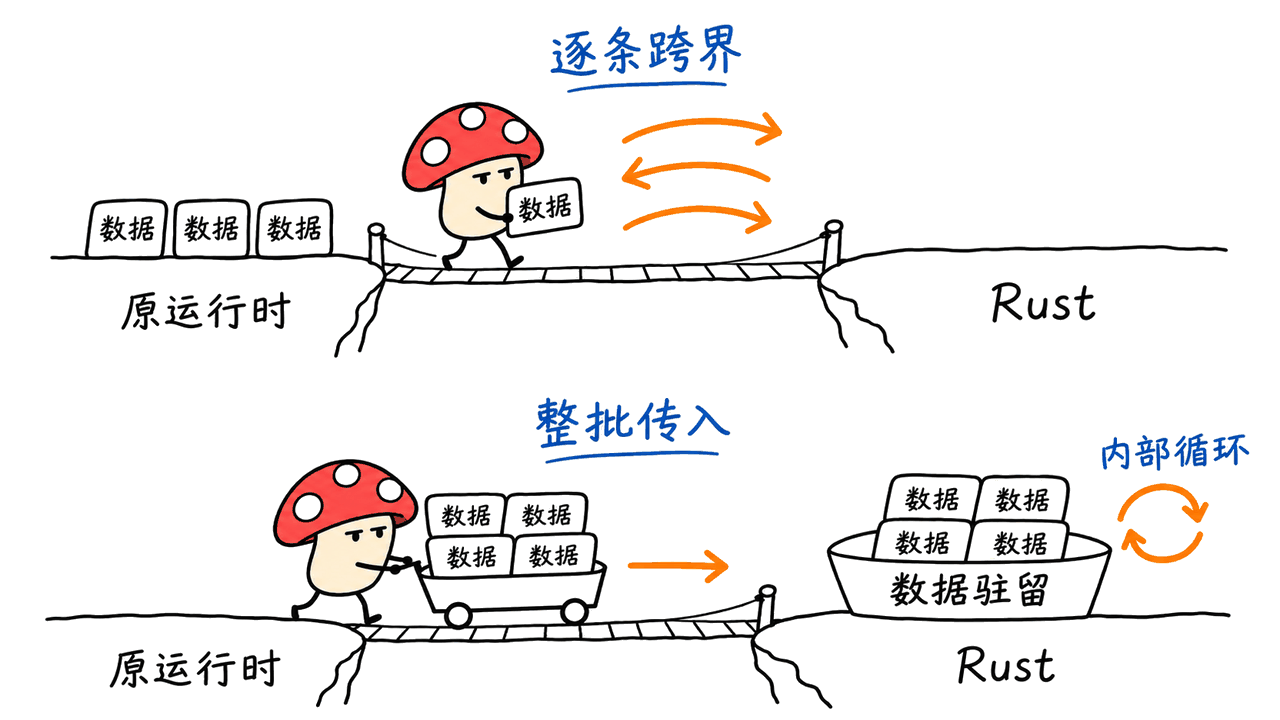 逐条跨界
数据 数据 数据 数据
原运行时
Rust
整批传入
内部循环
数据 数据
数据 数据
数据 数据
数据 数据
数据驻留
原运行时
Rust